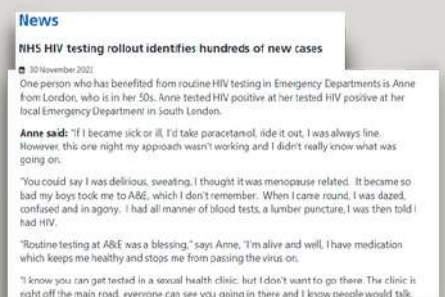 News
NHS HIV testing rollout identifies hundreds of new cases
30 November 2022
One person who has benefited from routine HIV testing in Emergency Departments is Anne
from London, who is in her 50s. Anne tested HIV positive at her tested HIV positive at her
local Emergency Department in South London.
Anne said: "If I became sick or ill, I'd take paracetamol, ride it out, I was always fine.
However, this one night my approach wasn't working and I didn't really know what was
going on.
"You could say I was delirious, sweating, I thought it was menopause related. It became so
bad my boys took me to A&E, which I don't remember. When I came round, I was dazed,
confused and in agony. I had all manner of blood tests, a lumber puncture, I was then told I
had HIV.
"Routine testing at A&E was a blessing," says Anne, "I'm alive and well, I have medication
which keeps me healthy and stops me from passing the virus on.
"I know you can get tested in a sexual health clinic, but I don't want to go there. The clinic is
right off the main road, everyone can see you going in there and I know people would talk.